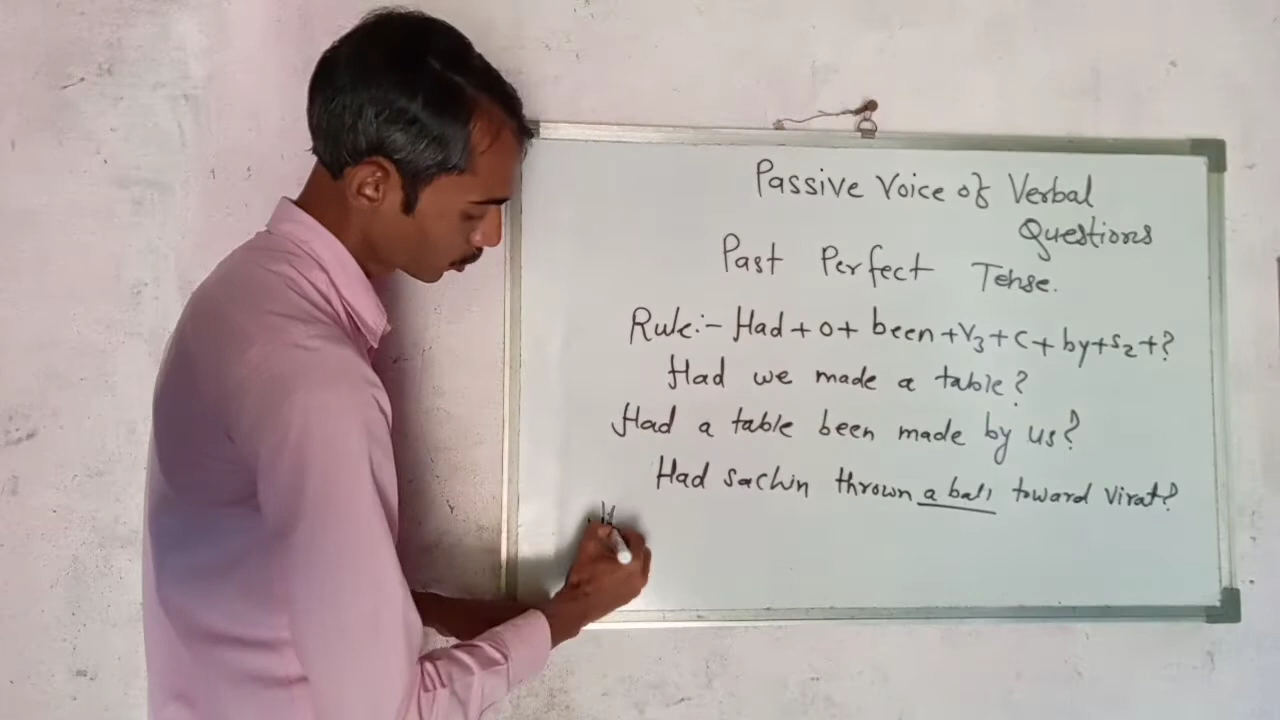 Passive Voice of Verbal
Questions
Past Perfect Tense.
Rule:- Had + o + been + V3 + C + by + S2 + ?
Had we made a table?
Had a table been made by us?
Had sachin thrown a ball toward virat?
H